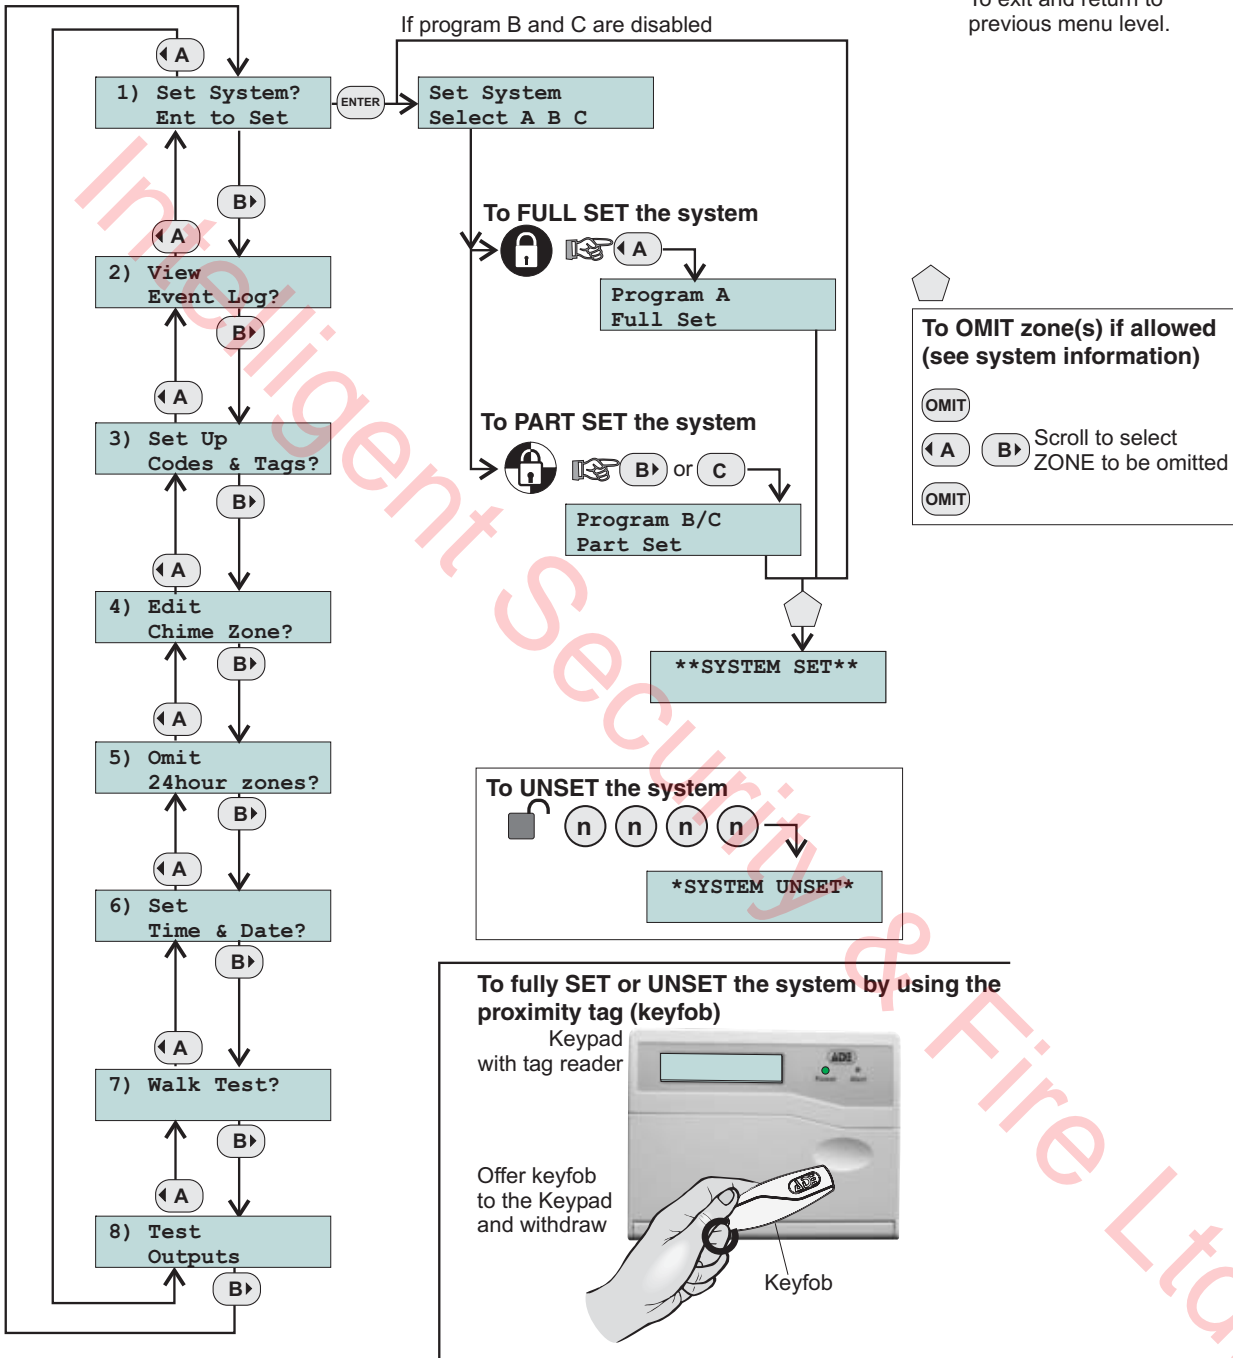 If program B and C are disabled
To exit and return to
previous menu level.
A
1) Set System?
Ent to Set
ENTER
Set System
Select A B C
B
A
To FULL SET the system
A
Program A
Full Set
2) View
Event Log?
B
A
To OMIT zone(s) if allowed
(see system information)
OMIT
A B Scroll to select
ZONE to be omitted
OMIT
To PART SET the system
B or C
Program B/C
Part Set
3) Set Up
Codes & Tags?
B
A
4) Edit
Chime Zone?
B
A
**SYSTEM SET**
5) Omit
24hour zones?
B
A
To UNSET the system
n n n n
*SYSTEM UNSET*
6) Set
Time & Date?
B
A
To fully SET or UNSET the system by using the
proximity tag (keyfob)
Keypad
with tag reader
ADE
Power Alert
7) Walk Test?
B
A
Offer keyfob
to the Keypad
and withdraw
ADE
Keyfob
8) Test
Outputs
B
Intelligent Security & Fire Ltd